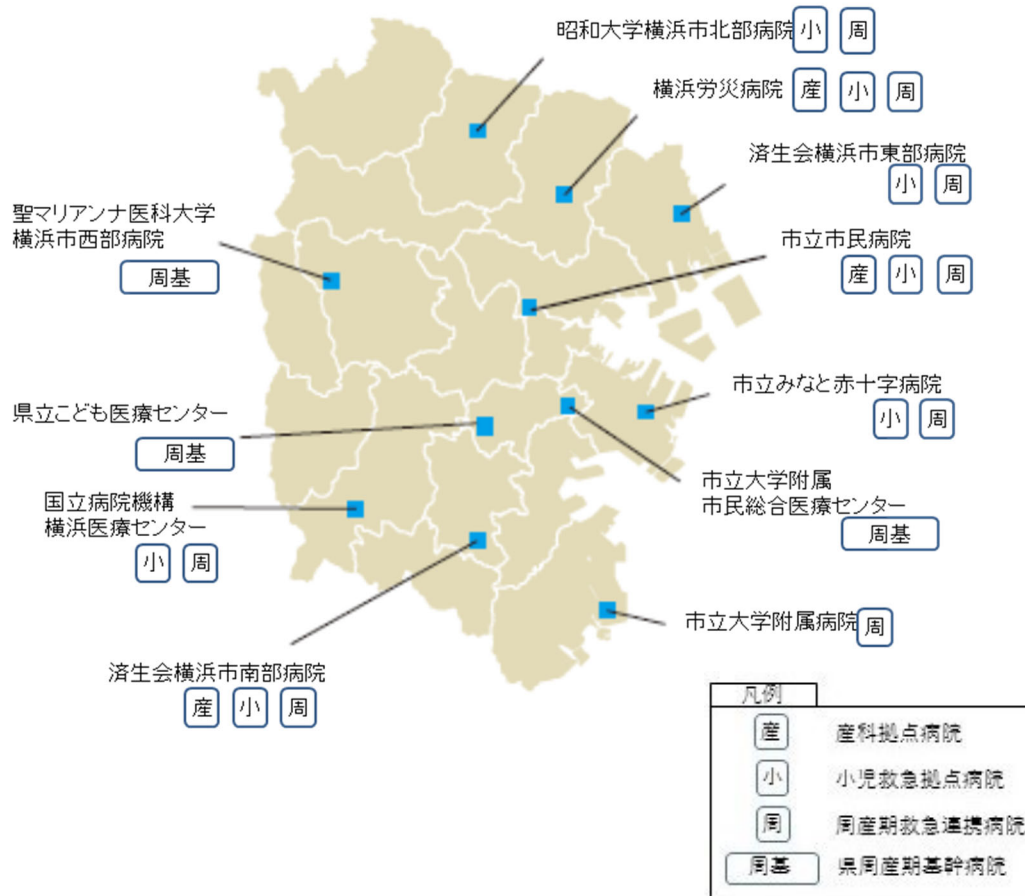 昭和大学横浜市北部病院 小 周
横浜労災病院 産 小 周
済生会横浜市東部病院
小 周
聖マリアンナ医科大学
横浜市西部病院
周基
市立市民病院
産 小 周
市立みなと赤十字病院
小 周
県立こども医療センター
周基
市立大学附属
市民総合医療センター
周基
国立病院機構
横浜医療センター
小 周
市立大学附属病院 周
済生会横浜市南部病院
産 小 周
凡例
産 産科拠点病院
小 小児救急拠点病院
周 周産期救急連携病院
周基 県周産期基幹病院